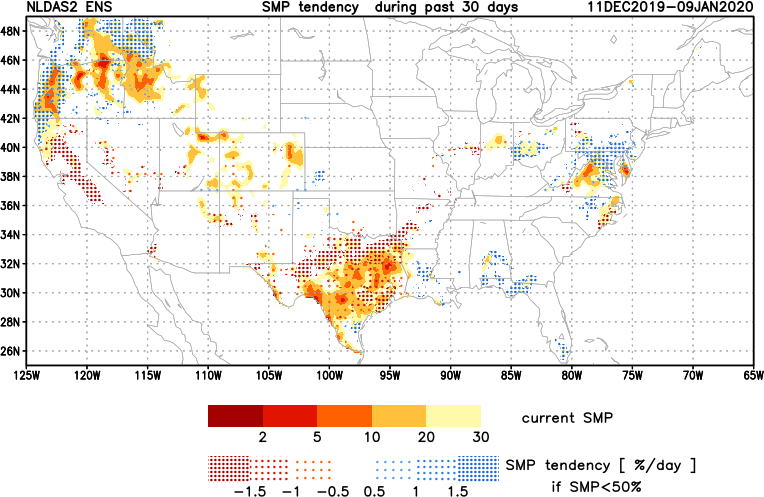 NLDAS2 ENS SMP tendency during past 30 days 11DEC2019-09JAN2020
48N
46N
44N
42N
40N
38N
36N
34N
32N
30N
28N
26N
125W 120W 115W 110W 105W 100W 95W 90W 85W 80W 75W 70W 65W
current SMP
2 5 10 20 30
SMP tendency [ %/day ]
-1.5 -1 -0.5 0.5 1 1.5
if SMP<50%